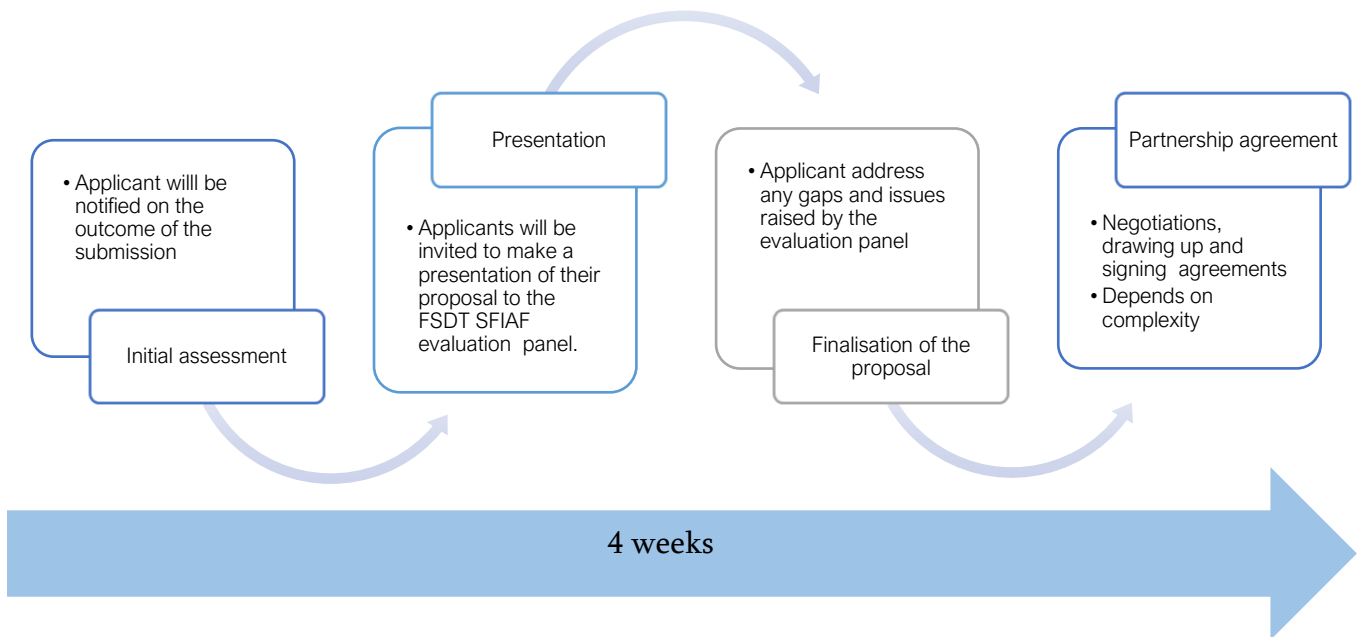 • Applicant willl be
notified on the
outcome of the
submission
Initial assessment
Presentation
• Applicants will be
invited to make a
presentation of their
proposal to the
FSDT SFIAF
evaluation panel.
• Applicant address
any gaps and issues
raised by the
evaluation panel
Finalisation of the
proposal
Partnership agreement
• Negotiations,
drawing up and
signing agreements
• Depends on
complexity
4 weeks